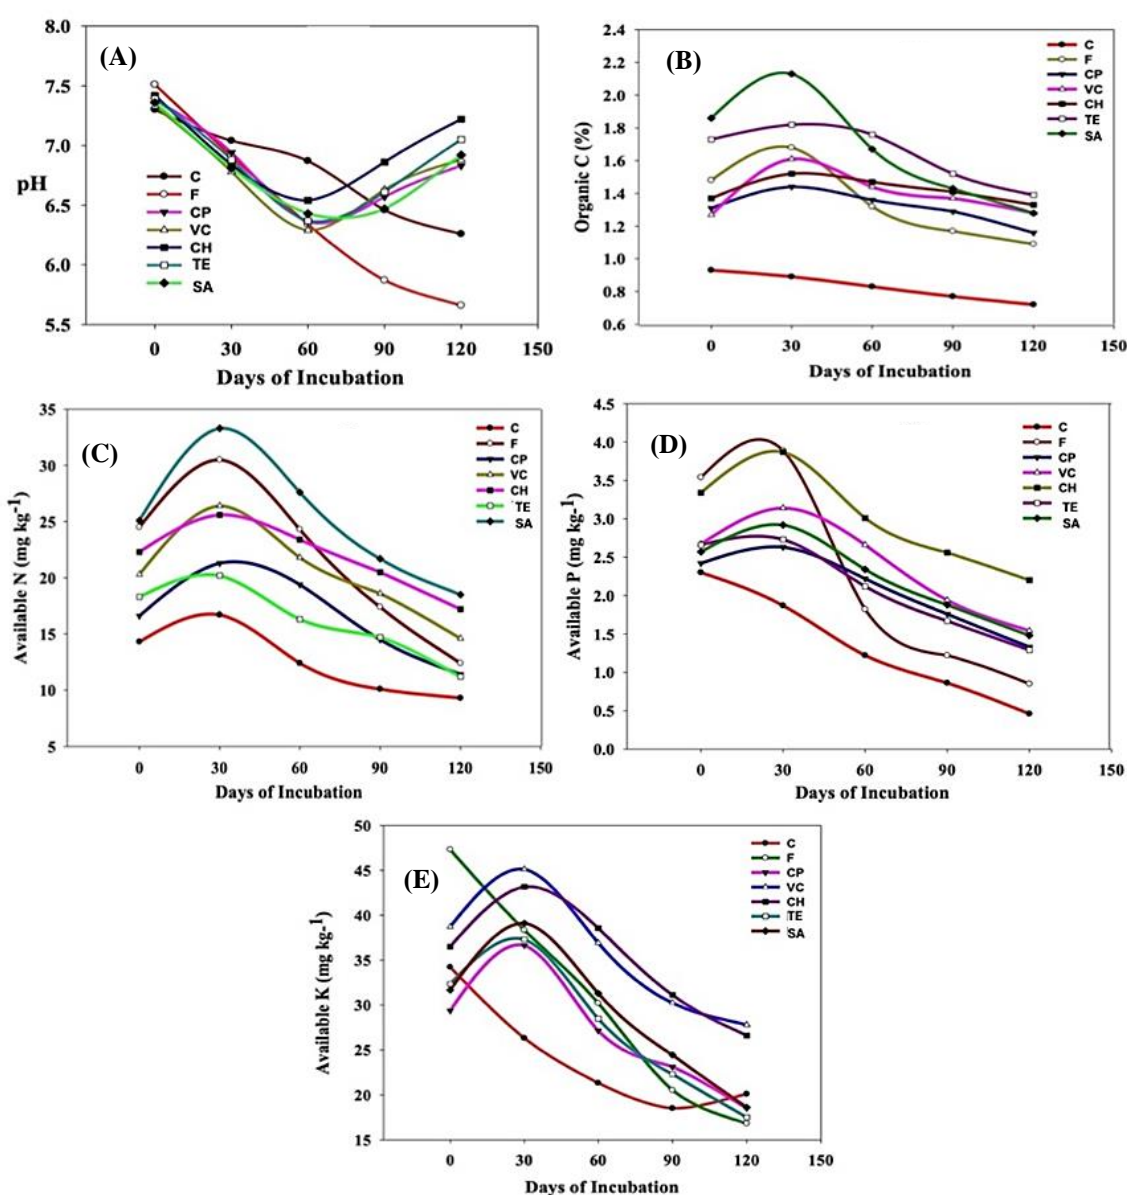 (A)
8.0
7.5
7.0
6.5
6.0
5.5
pH
C
F
CP
VC
CH
TE
SA
0 30 60 90 120 150
Days of Incubation
(B)
2.4
2.2
2.0
1.8
1.6
1.4
1.2
1.0
0.8
0.6
Organic C (%)
C
F
CP
VC
CH
TE
SA
0 30 60 90 120 150
Days of Incubation
(C)
35
30
25
20
15
10
5
Available N (mg kg-1)
C
F
CP
VC
CH
TE
SA
0 30 60 90 120 150
Days of Incubation
(D)
4.5
4.0
3.5
3.0
2.5
2.0
1.5
1.0
0.5
0.0
Available P (mg kg-1)
C
F
CP
VC
CH
TE
SA
0 30 60 90 120 150
Days of Incubation
(E)
50
45
40
35
30
25
20
15
Available K (mg kg-1)
C
F
CP
VC
CH
TE
SA
0 30 60 90 120 150
Days of Incubation